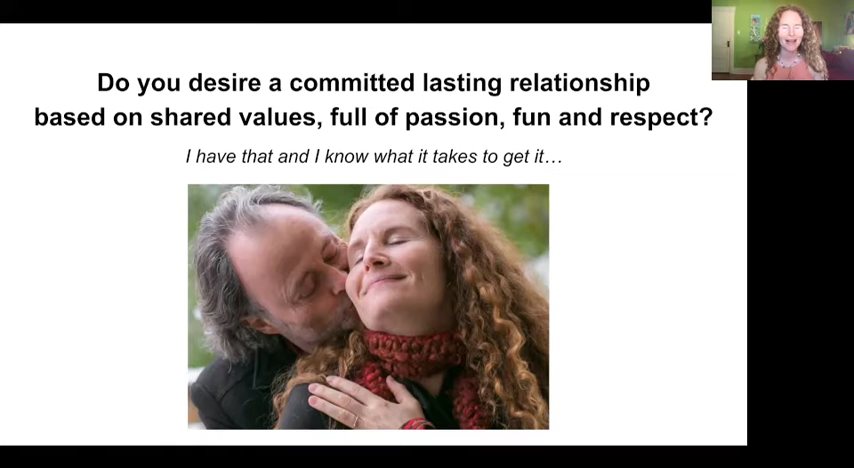 Do you desire a committed lasting relationship
based on shared values, full of passion, fun and respect?
I have that and I know what it takes to get it…